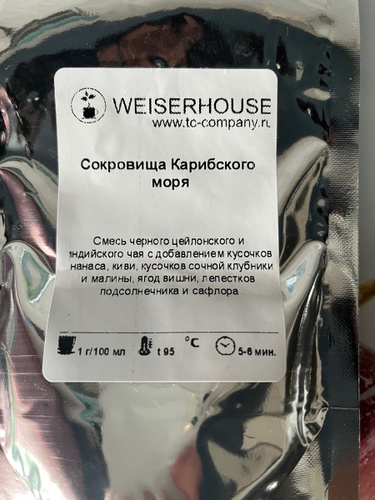 WEISERHOUSE
www.tc-company.ru
Сокровища Карибского
моря
Смесь черного цейлонского и
ндийского чая с добавлением кусочков
нанаса, киви, кусочков сочной клубники
и малины, ягод вишни, лепестков
подсолнечника и сафлора
1 г/100 мл t 95 °C 5-6 мин.